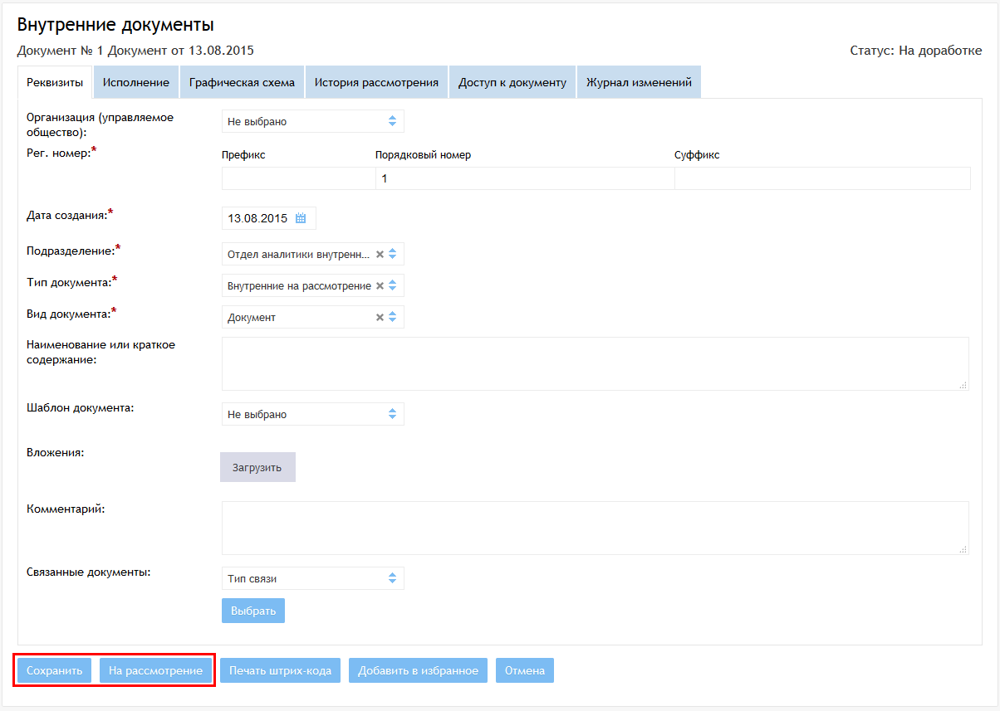 Внутренние документы
Документ № 1 Документ от 13.08.2015 Статус: На доработке
Реквизиты Исполнение Графическая схема История рассмотрения Доступ к документу Журнал изменений
Организация (управляемое
общество):
Не выбрано
Рег. номер:*
Префикс Порядковый номер Суффикс
1
Дата создания:* 13.08.2015
Подразделение:* Отдел аналитики внутренн...
Тип документа:* Внутренние на рассмотрение
Вид документа:* Документ
Наименование или краткое
содержание:
Шаблон документа: Не выбрано
Вложения:
Загрузить
Комментарий:
Связанные документы: Тип связи
Выбрать
Сохранить На рассмотрение Печать штрих-кода Добавить в избранное Отмена